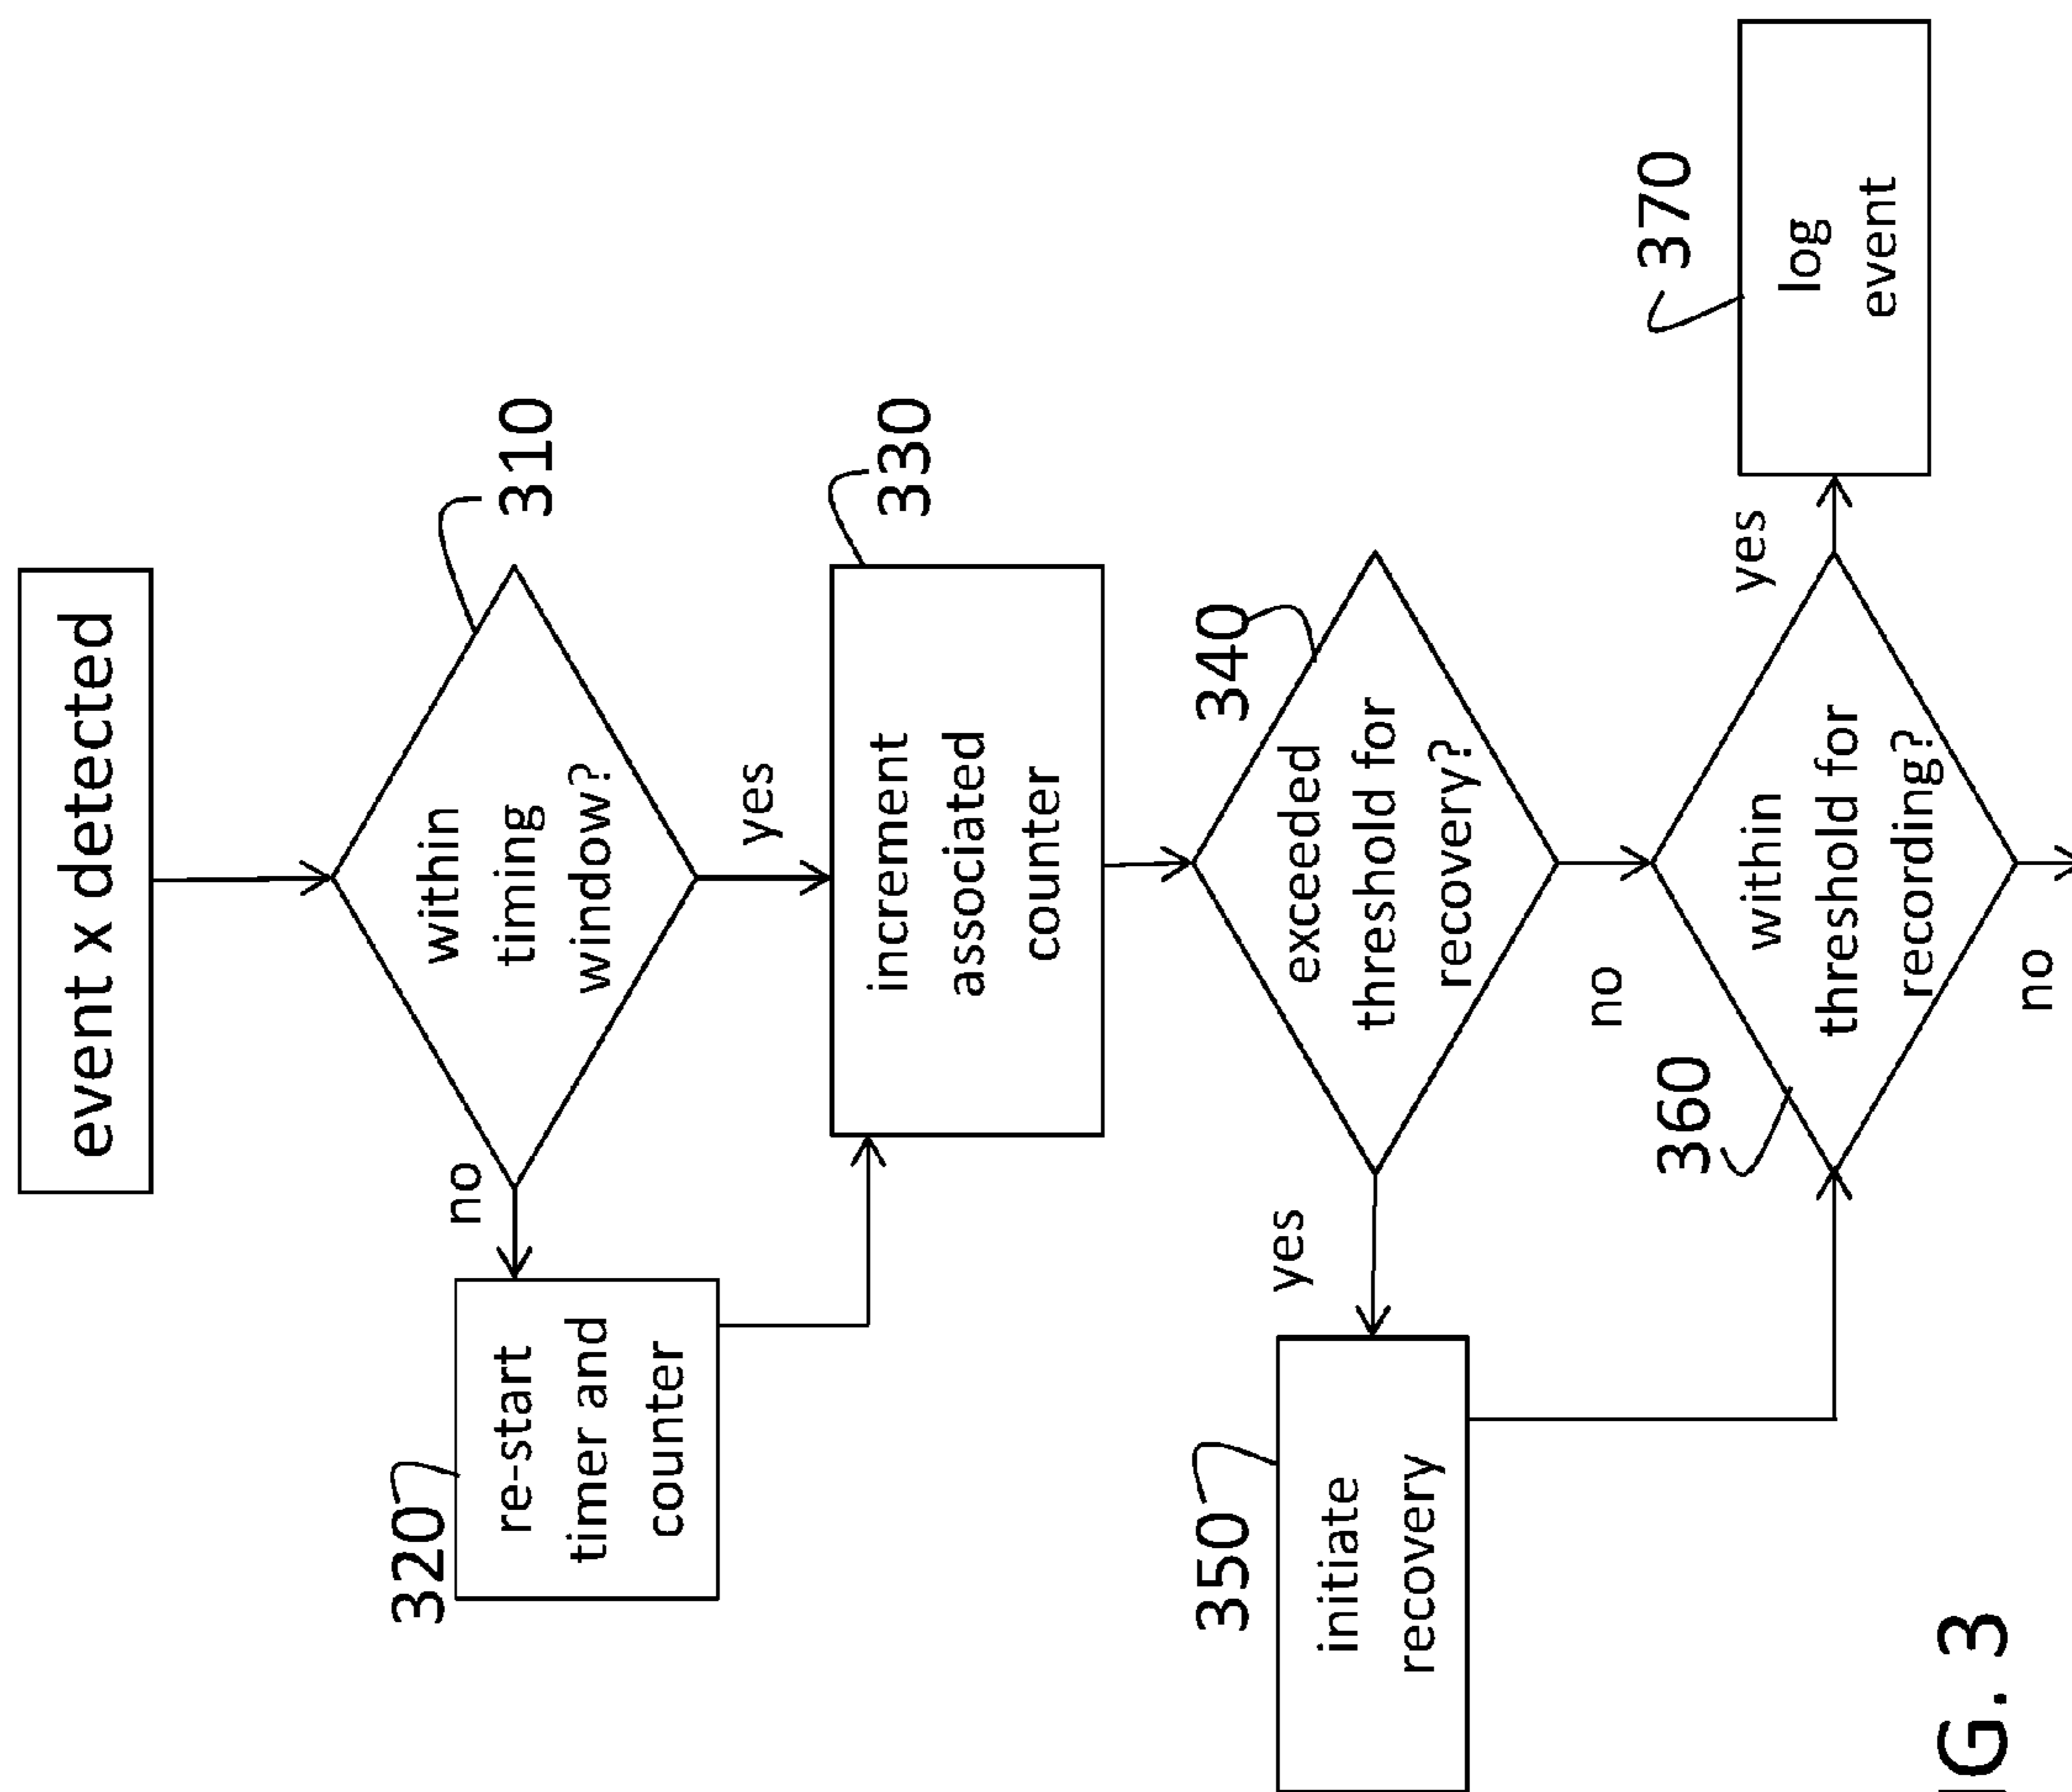 event x detected
310
within
timing
window?
no
yes
320
re-start
timer and
counter
330
increment
associated
counter
340
exceeded
threshold for
recovery?
yes
no
350
initiate
recovery
360
within
threshold for
recording?
yes
no
370
log
event
G. 3